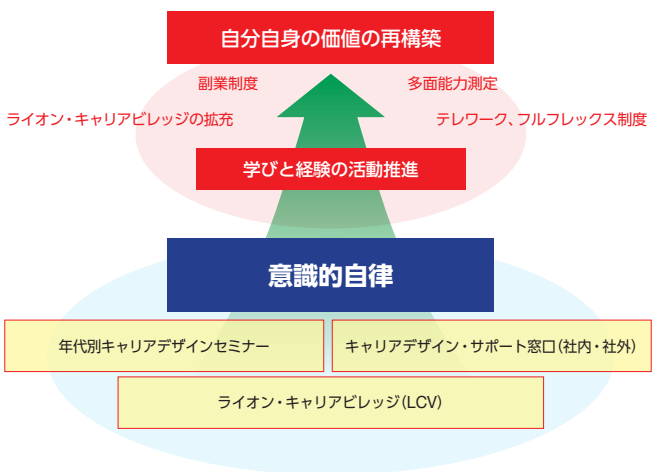 自分自身の価値の再構築
副業制度
多面能力測定
ライオン・キャリアビレッジの拡充
テレワーク、フルフレックス制度
学びと経験の活動推進
意識的自律
年代別キャリアデザインセミナー
キャリアデザイン・サポート窓口(社内・社外)
ライオン・キャリアビレッジ(LCV)